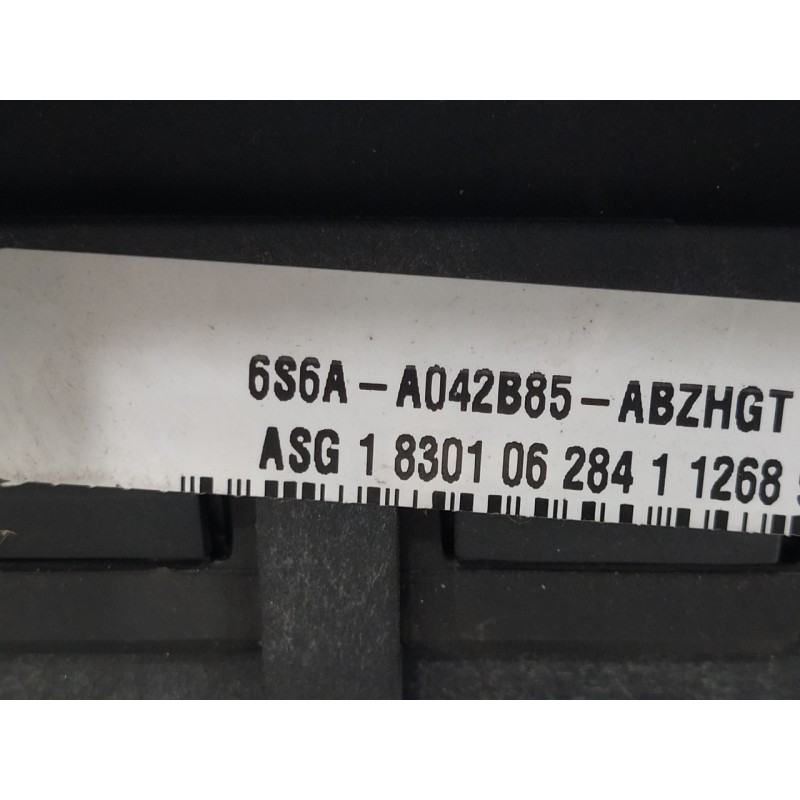 6S6A-A042B85-ABZHGT
ASG 1 8301 06 284 1 1268